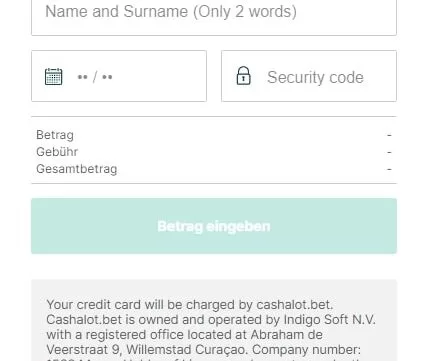 Name and Surname (Only 2 words)
•• / ••
Security code
Betrag -
Gebühr -
Gesamtbetrag -
Betrag eingeben
Your credit card will be charged by cashalot.bet.
Cashalot.bet is owned and operated by Indigo Soft N.V.
with a registered office located at Abraham de
Veerstraat 9, Willemstad Curaçao. Company number: